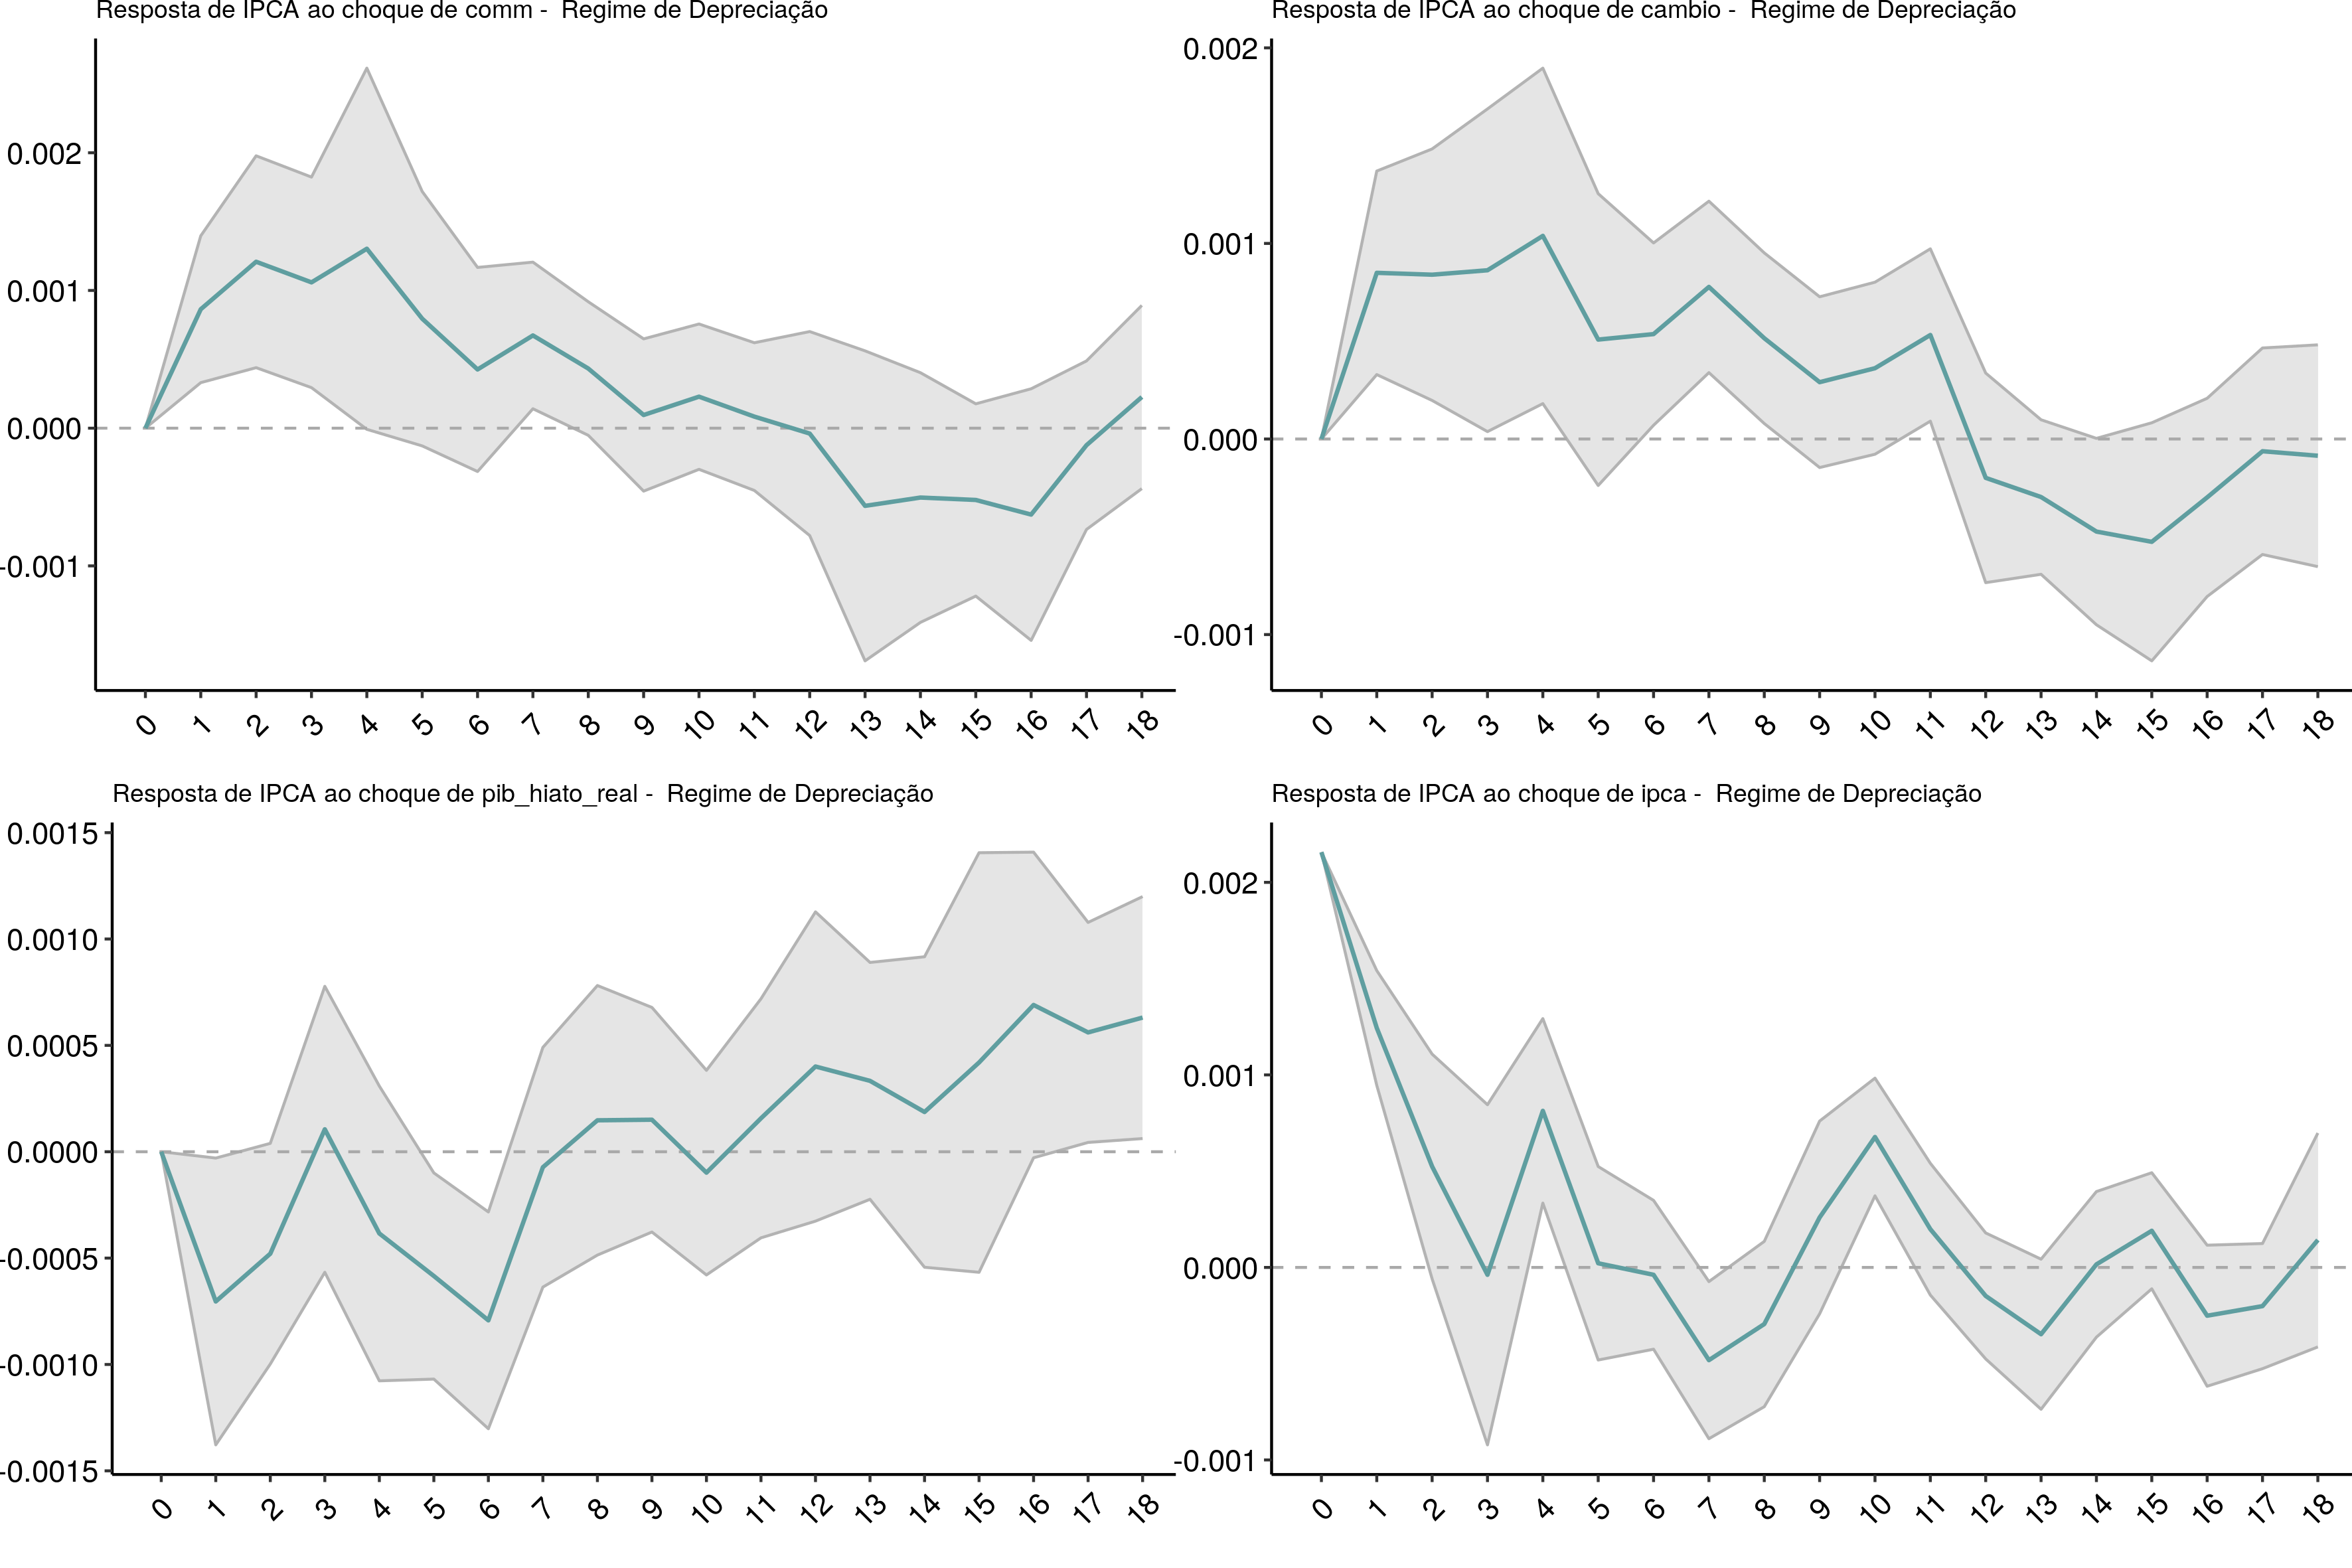 Resposta de IPCA ao choque de comm -  Regime de Depreciação
0.002
0.001
0.000
-0.001
0 1 2 3 4 5 6 7 8 9 10 11 12 13 14 15 16 17 18
Resposta de IPCA ao choque de cambio -  Regime de Depreciação
0.002
0.001
0.000
-0.001
0 1 2 3 4 5 6 7 8 9 10 11 12 13 14 15 16 17 18
Resposta de IPCA ao choque de pib_hiato_real -  Regime de Depreciação
0.0015
0.0010
0.0005
0.0000
-0.0005
-0.0010
-0.0015
0 1 2 3 4 5 6 7 8 9 10 11 12 13 14 15 16 17 18
Resposta de IPCA ao choque de ipca -  Regime de Depreciação
0.002
0.001
0.000
-0.001
0 1 2 3 4 5 6 7 8 9 10 11 12 13 14 15 16 17 18